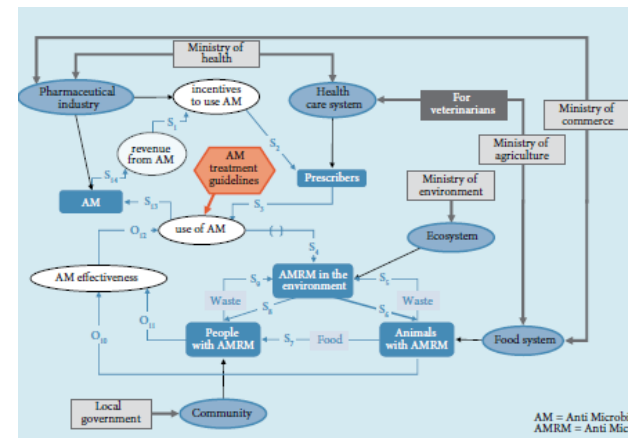 Ministry of
health
Pharmaceutical
industry
incentives
to use AM
Health
care system
For
veterinarians
Ministry of
commerce
S1
S2
revenue
from AM
AM
treatment
guidelines
Ministry of
agriculture
S14
Prescribers
Ministry of
environment
AM
S13
S3
O12
use of AM
( )
S4
Ecosystem
AM effectiveness
AMRM in the
environment
S5
Waste
S8
S6
Waste
O11
O10
People
with AMRM
S7
Food
Animals
with AMRM
Food system
Local
government
Community
AM = Anti Microbi
AMRM = Anti Mic